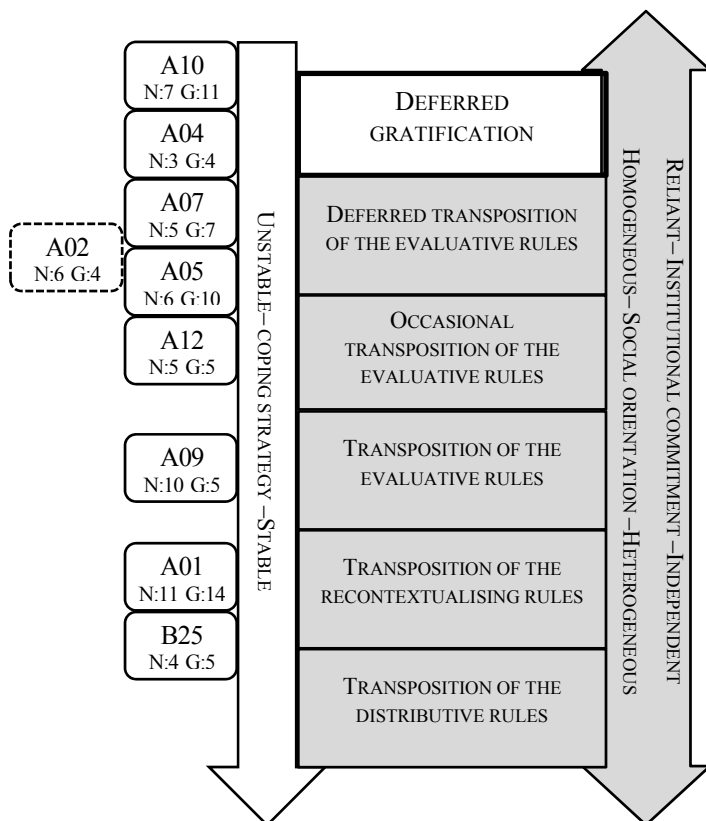 A10
N:7 G:11
A04
N:3 G:4
A07
N:5 G:7
A02
N:6 G:4
A05
N:6 G:10
A12
N:5 G:5
A09
N:10 G:5
A01
N:11 G:14
B25
N:4 G:5
UNSTABLE– COPING STRATEGY –STABLE
DEFERRED
GRATIFICATION
DEFERRED TRANSPOSITION
OF THE EVALUATIVE RULES
OCCASIONAL
TRANSPOSITION OF THE
EVALUATIVE RULES
TRANSPOSITION OF THE
EVALUATIVE RULES
TRANSPOSITION OF THE
RECONTEXTUALISING RULES
TRANSPOSITION OF THE
DISTRIBUTIVE RULES
RELIANT– INSTITUTIONAL COMMITMENT –INDEPENDENT
HOMOGENEOUS– SOCIAL ORIENTATION –HETEROGENEOUS